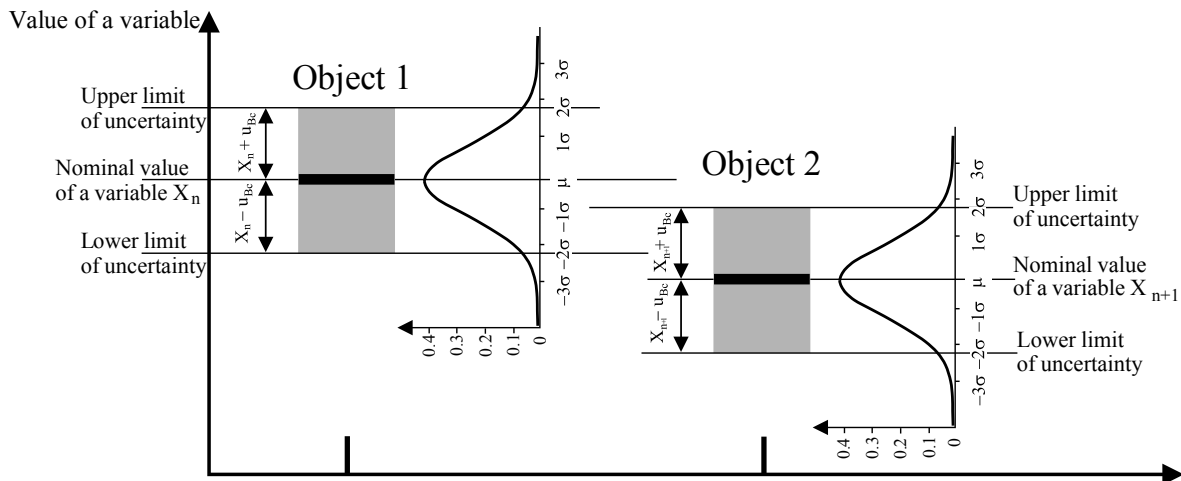 Value of a variable
Object 1
Upper limit
of uncertainty
Nominal value
of a variable Xn
Lower limit
of uncertainty
Xn + uBc
Xn − uBc
3σ
2σ
1σ
μ
−1σ
−2σ
−3σ
0.4
0.3
0.2
0.1
0
Object 2
Xn+1 + uBc
Xn+1 − uBc
3σ
2σ
1σ
μ
−1σ
−2σ
−3σ
0.4
0.3
0.2
0.1
0
Upper limit
of uncertainty
Nominal value
of a variable X n+1
Lower limit
of uncertainty